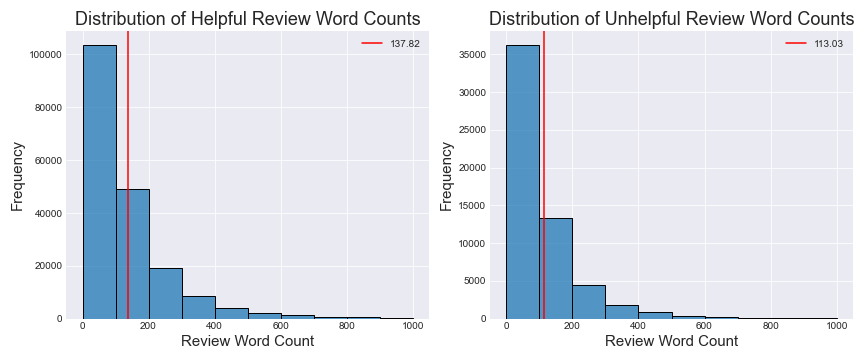 Distribution of Helpful Review Word Counts
137.82
100000
80000
60000
40000
20000
0
Frequency
0 200 400 600 800 1000
Review Word Count
Distribution of Unhelpful Review Word Counts
113.03
35000
30000
25000
20000
15000
10000
5000
0
Frequency
0 200 400 600 800 1000
Review Word Count